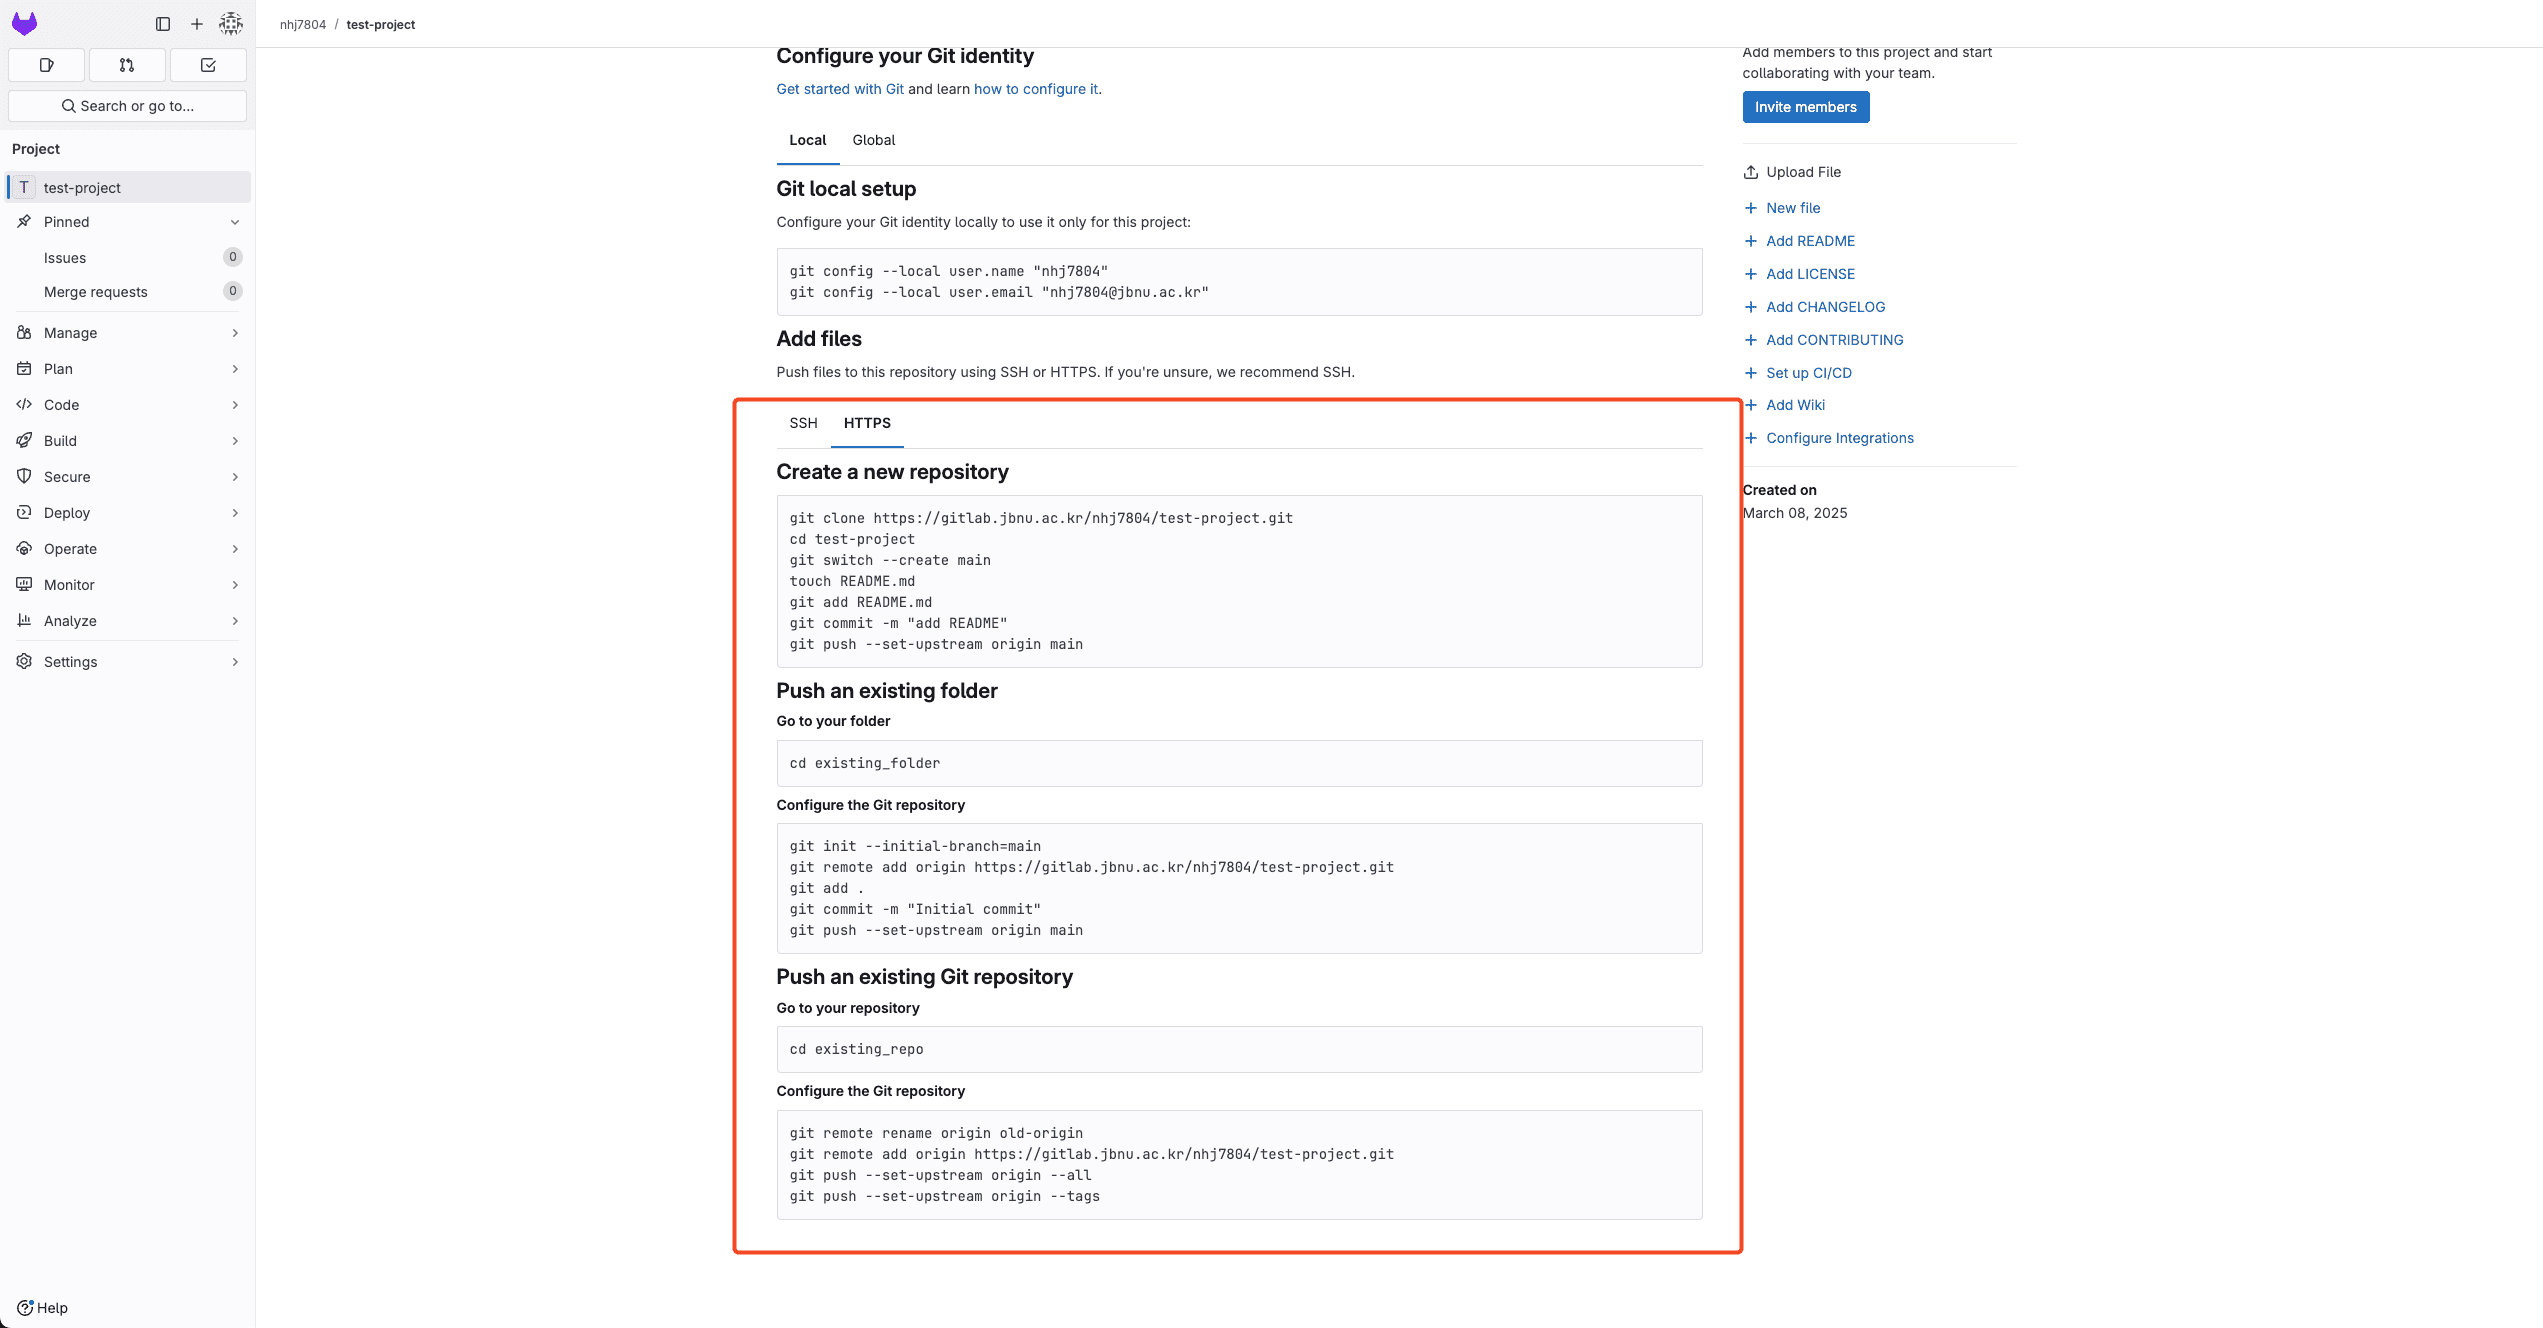 nhj7804 / test-project
Search or go to...
Project
T test-project
Pinned
Issues 0
Merge requests 0
Manage
Plan
Code
Build
Secure
Deploy
Operate
Monitor
Analyze
Settings
Help
Configure your Git identity
Get started with Git and learn how to configure it.
Local Global
Git local setup
Configure your Git identity locally to use it only for this project:
git config --local user.name "nhj7804"
git config --local user.email "nhj7804@jbnu.ac.kr"
Add files
Push files to this repository using SSH or HTTPS. If you're unsure, we recommend SSH.
SSH HTTPS
Create a new repository
git clone https://gitlab.jbnu.ac.kr/nhj7804/test-project.git
cd test-project
git switch --create main
touch README.md
git add README.md
git commit -m "add README"
git push --set-upstream origin main
Push an existing folder
Go to your folder
cd existing_folder
Configure the Git repository
git init --initial-branch=main
git remote add origin https://gitlab.jbnu.ac.kr/nhj7804/test-project.git
git add .
git commit -m "Initial commit"
git push --set-upstream origin main
Push an existing Git repository
Go to your repository
cd existing_repo
Configure the Git repository
git remote rename origin old-origin
git remote add origin https://gitlab.jbnu.ac.kr/nhj7804/test-project.git
git push --set-upstream origin --all
git push --set-upstream origin --tags
Add members to this project and start
collaborating with your team.
Invite members
Upload File
New file
Add README
Add LICENSE
Add CHANGELOG
Add CONTRIBUTING
Set up CI/CD
Add Wiki
Configure Integrations
Created on
March 08, 2025